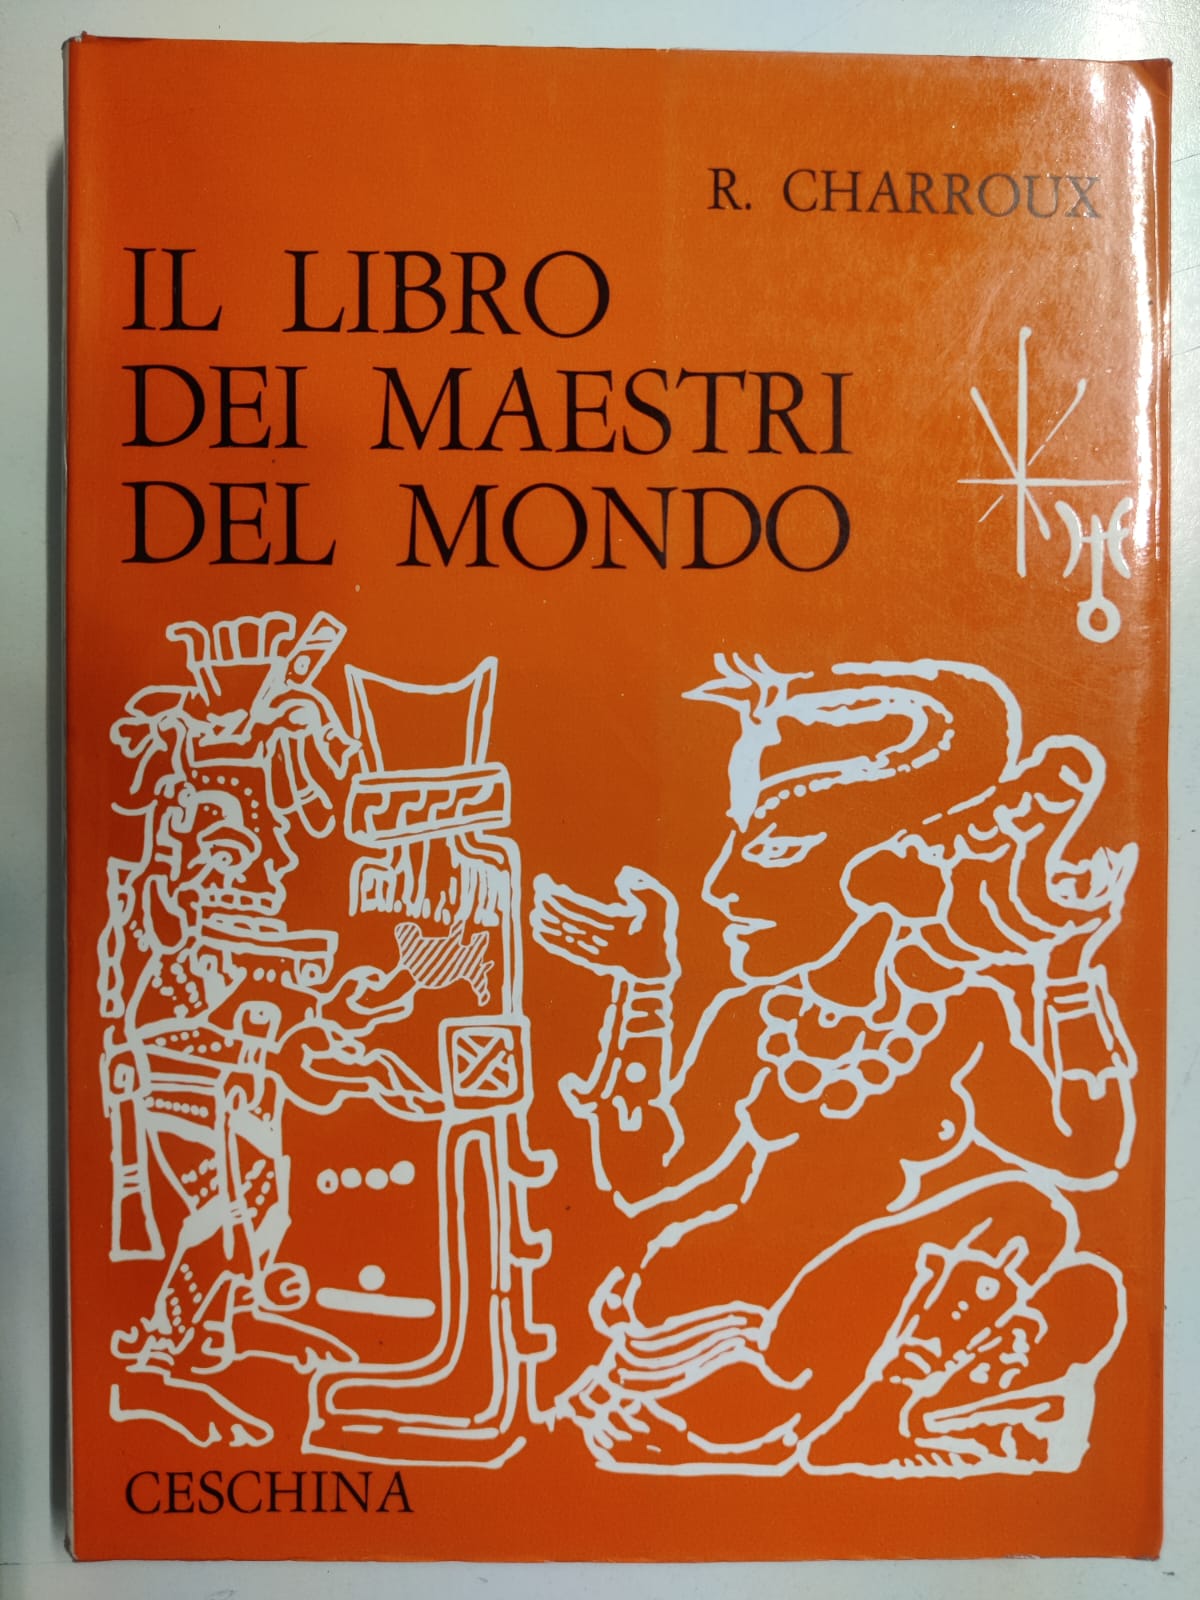 R. CHARROUX
IL LIBRO
DEI MAESTRI
DEL MONDO
CESCHINA